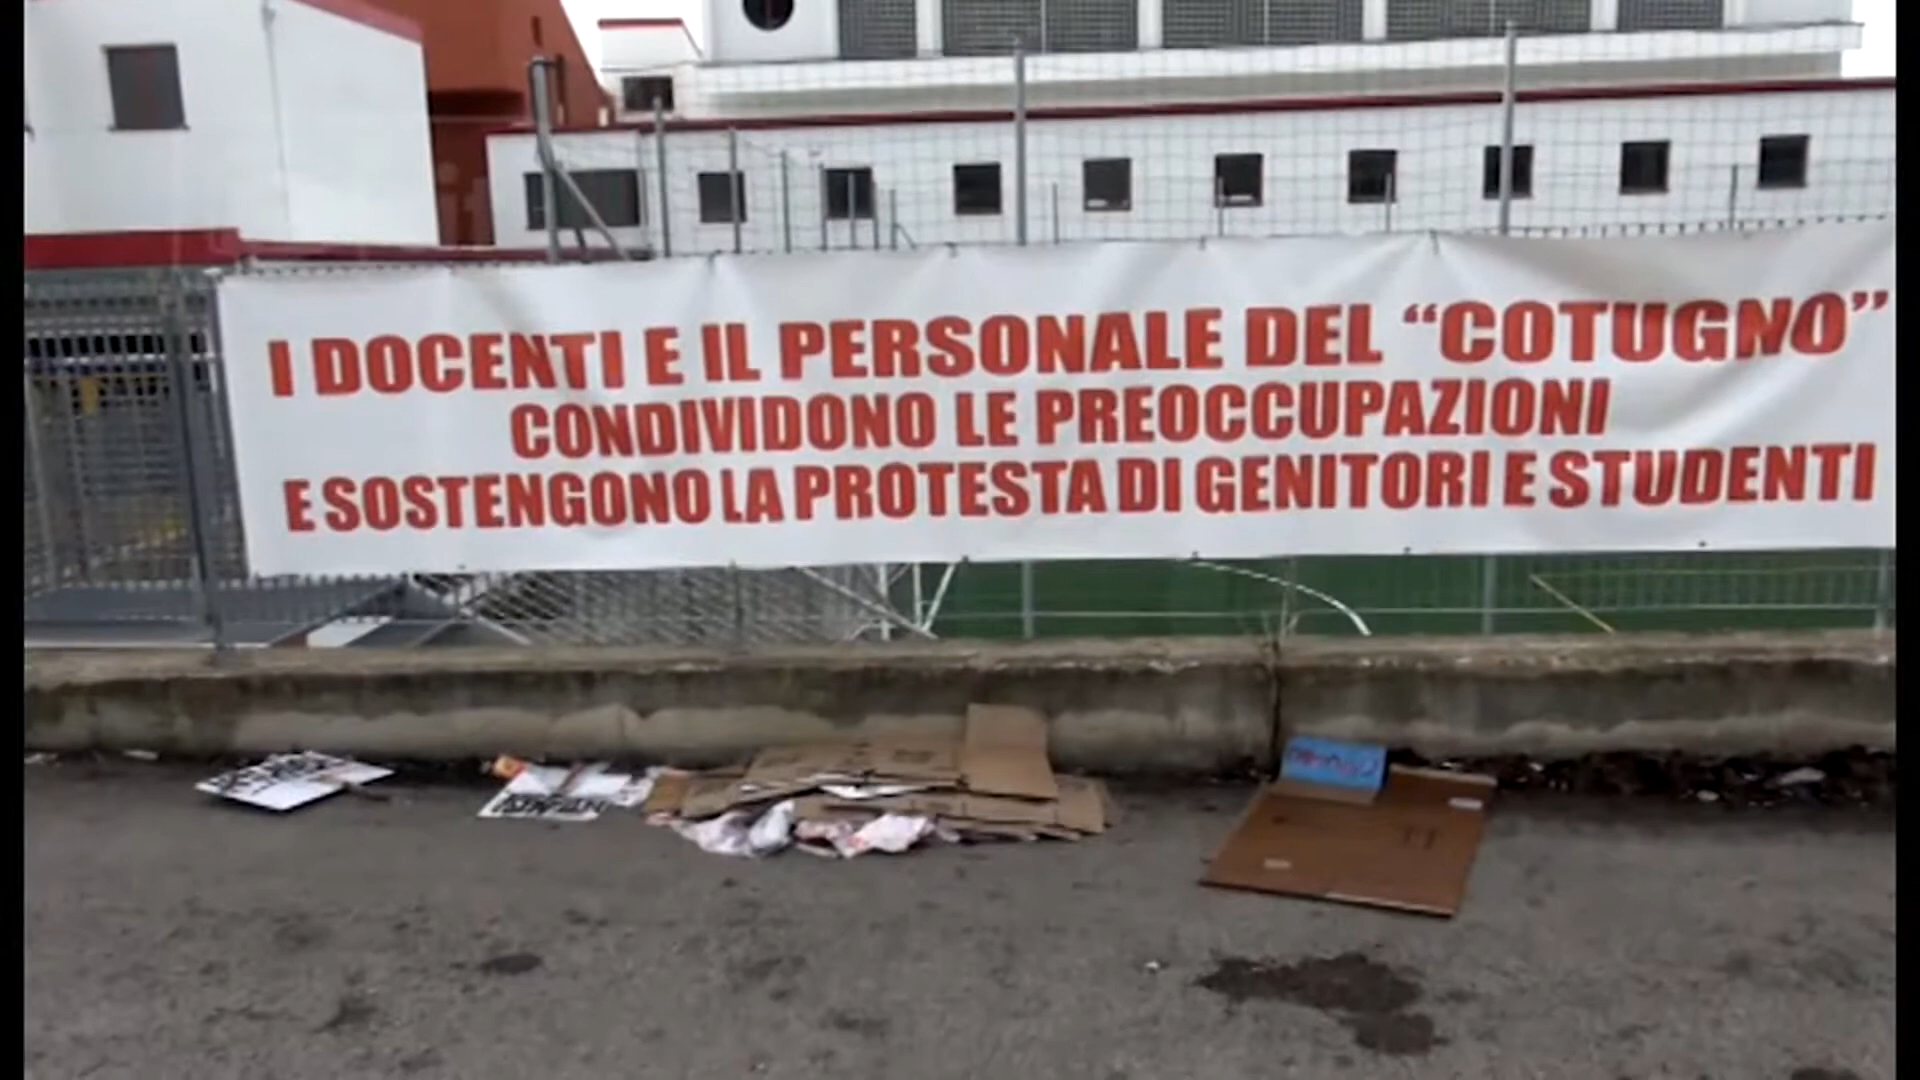 I DOCENTI E IL PERSONALE DEL “COTUGNO”
CONDIVIDONO LE PREOCCUPAZIONI
E SOSTENGONO LA PROTESTA DI GENITORI E STUDENTI